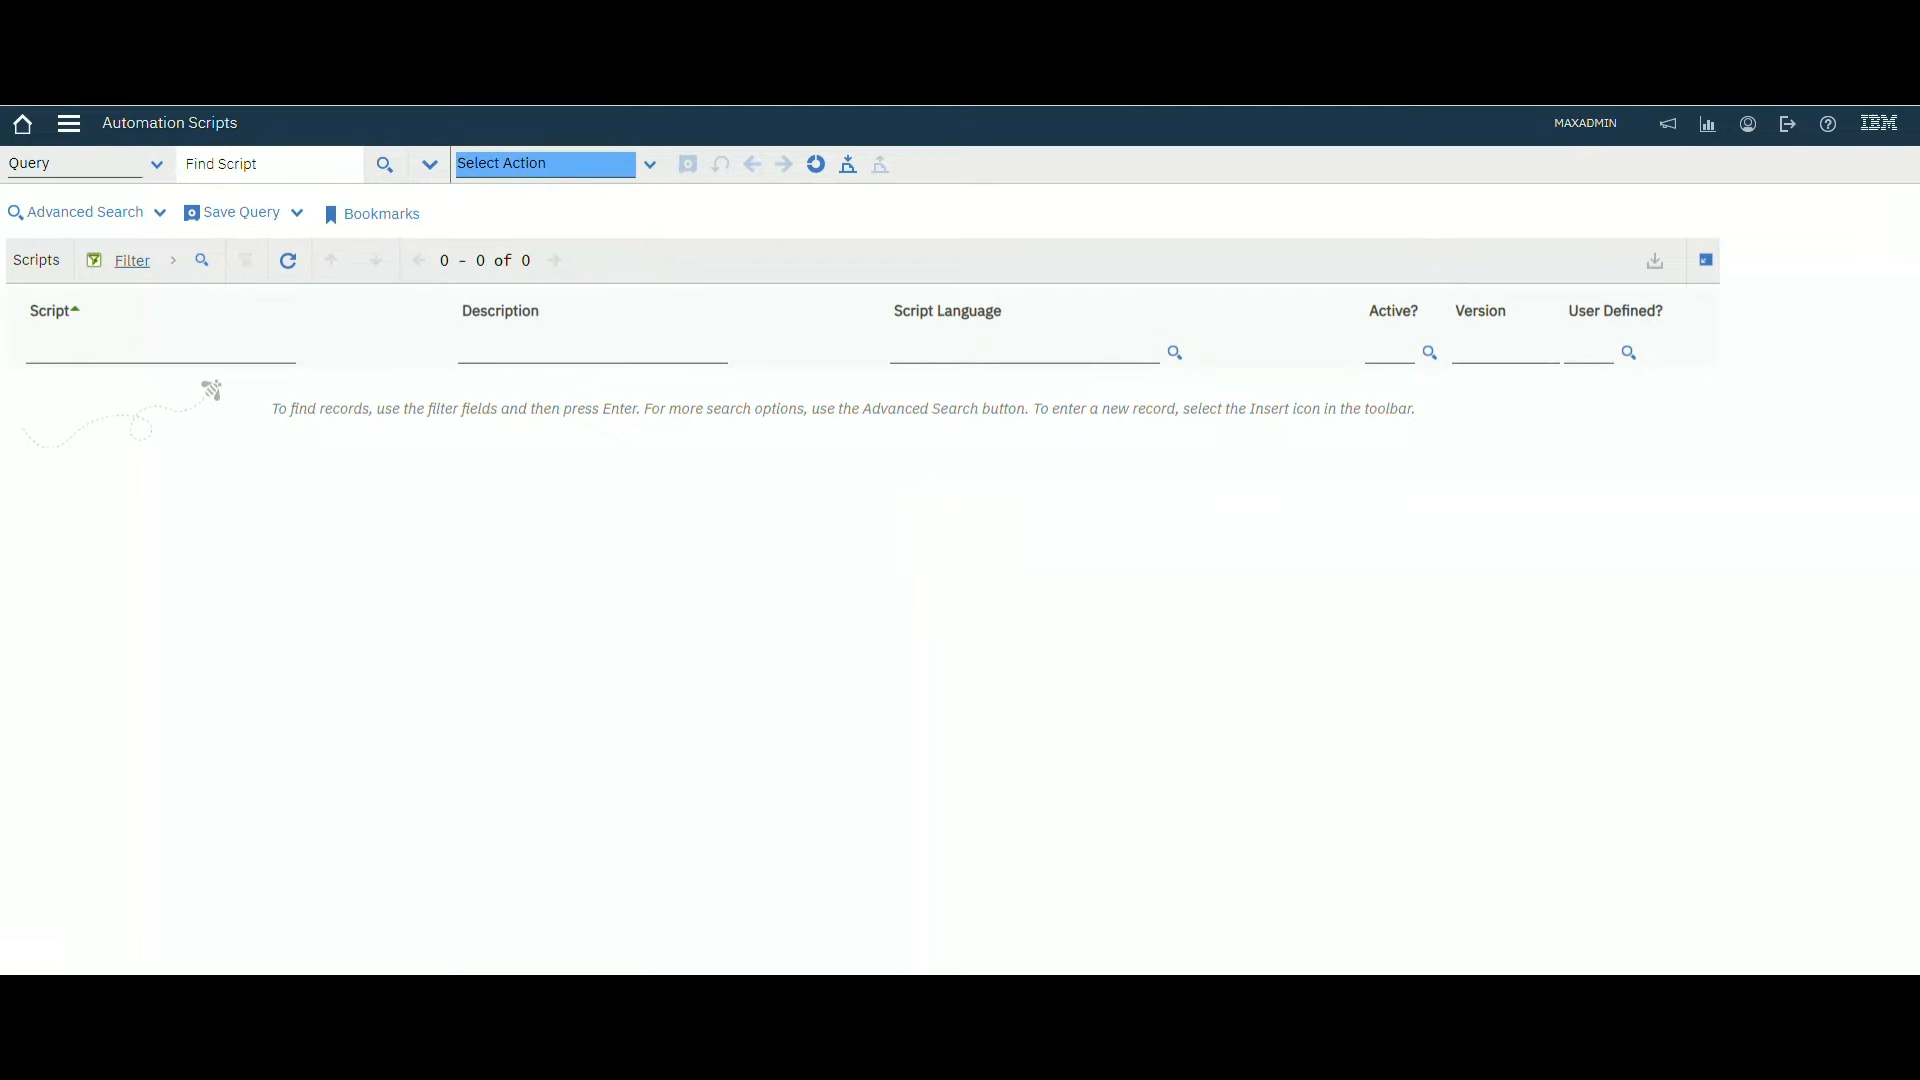 Automation Scripts MAXADMIN IBM
Query Find Script Select Action
Advanced Search Save Query Bookmarks
Scripts Filter 0 - 0 of 0
Script Description Script Language Active? Version User Defined?
To find records, use the filter fields and then press Enter. For more search options, use the Advanced Search button. To enter a new record, select the Insert icon in the toolbar.